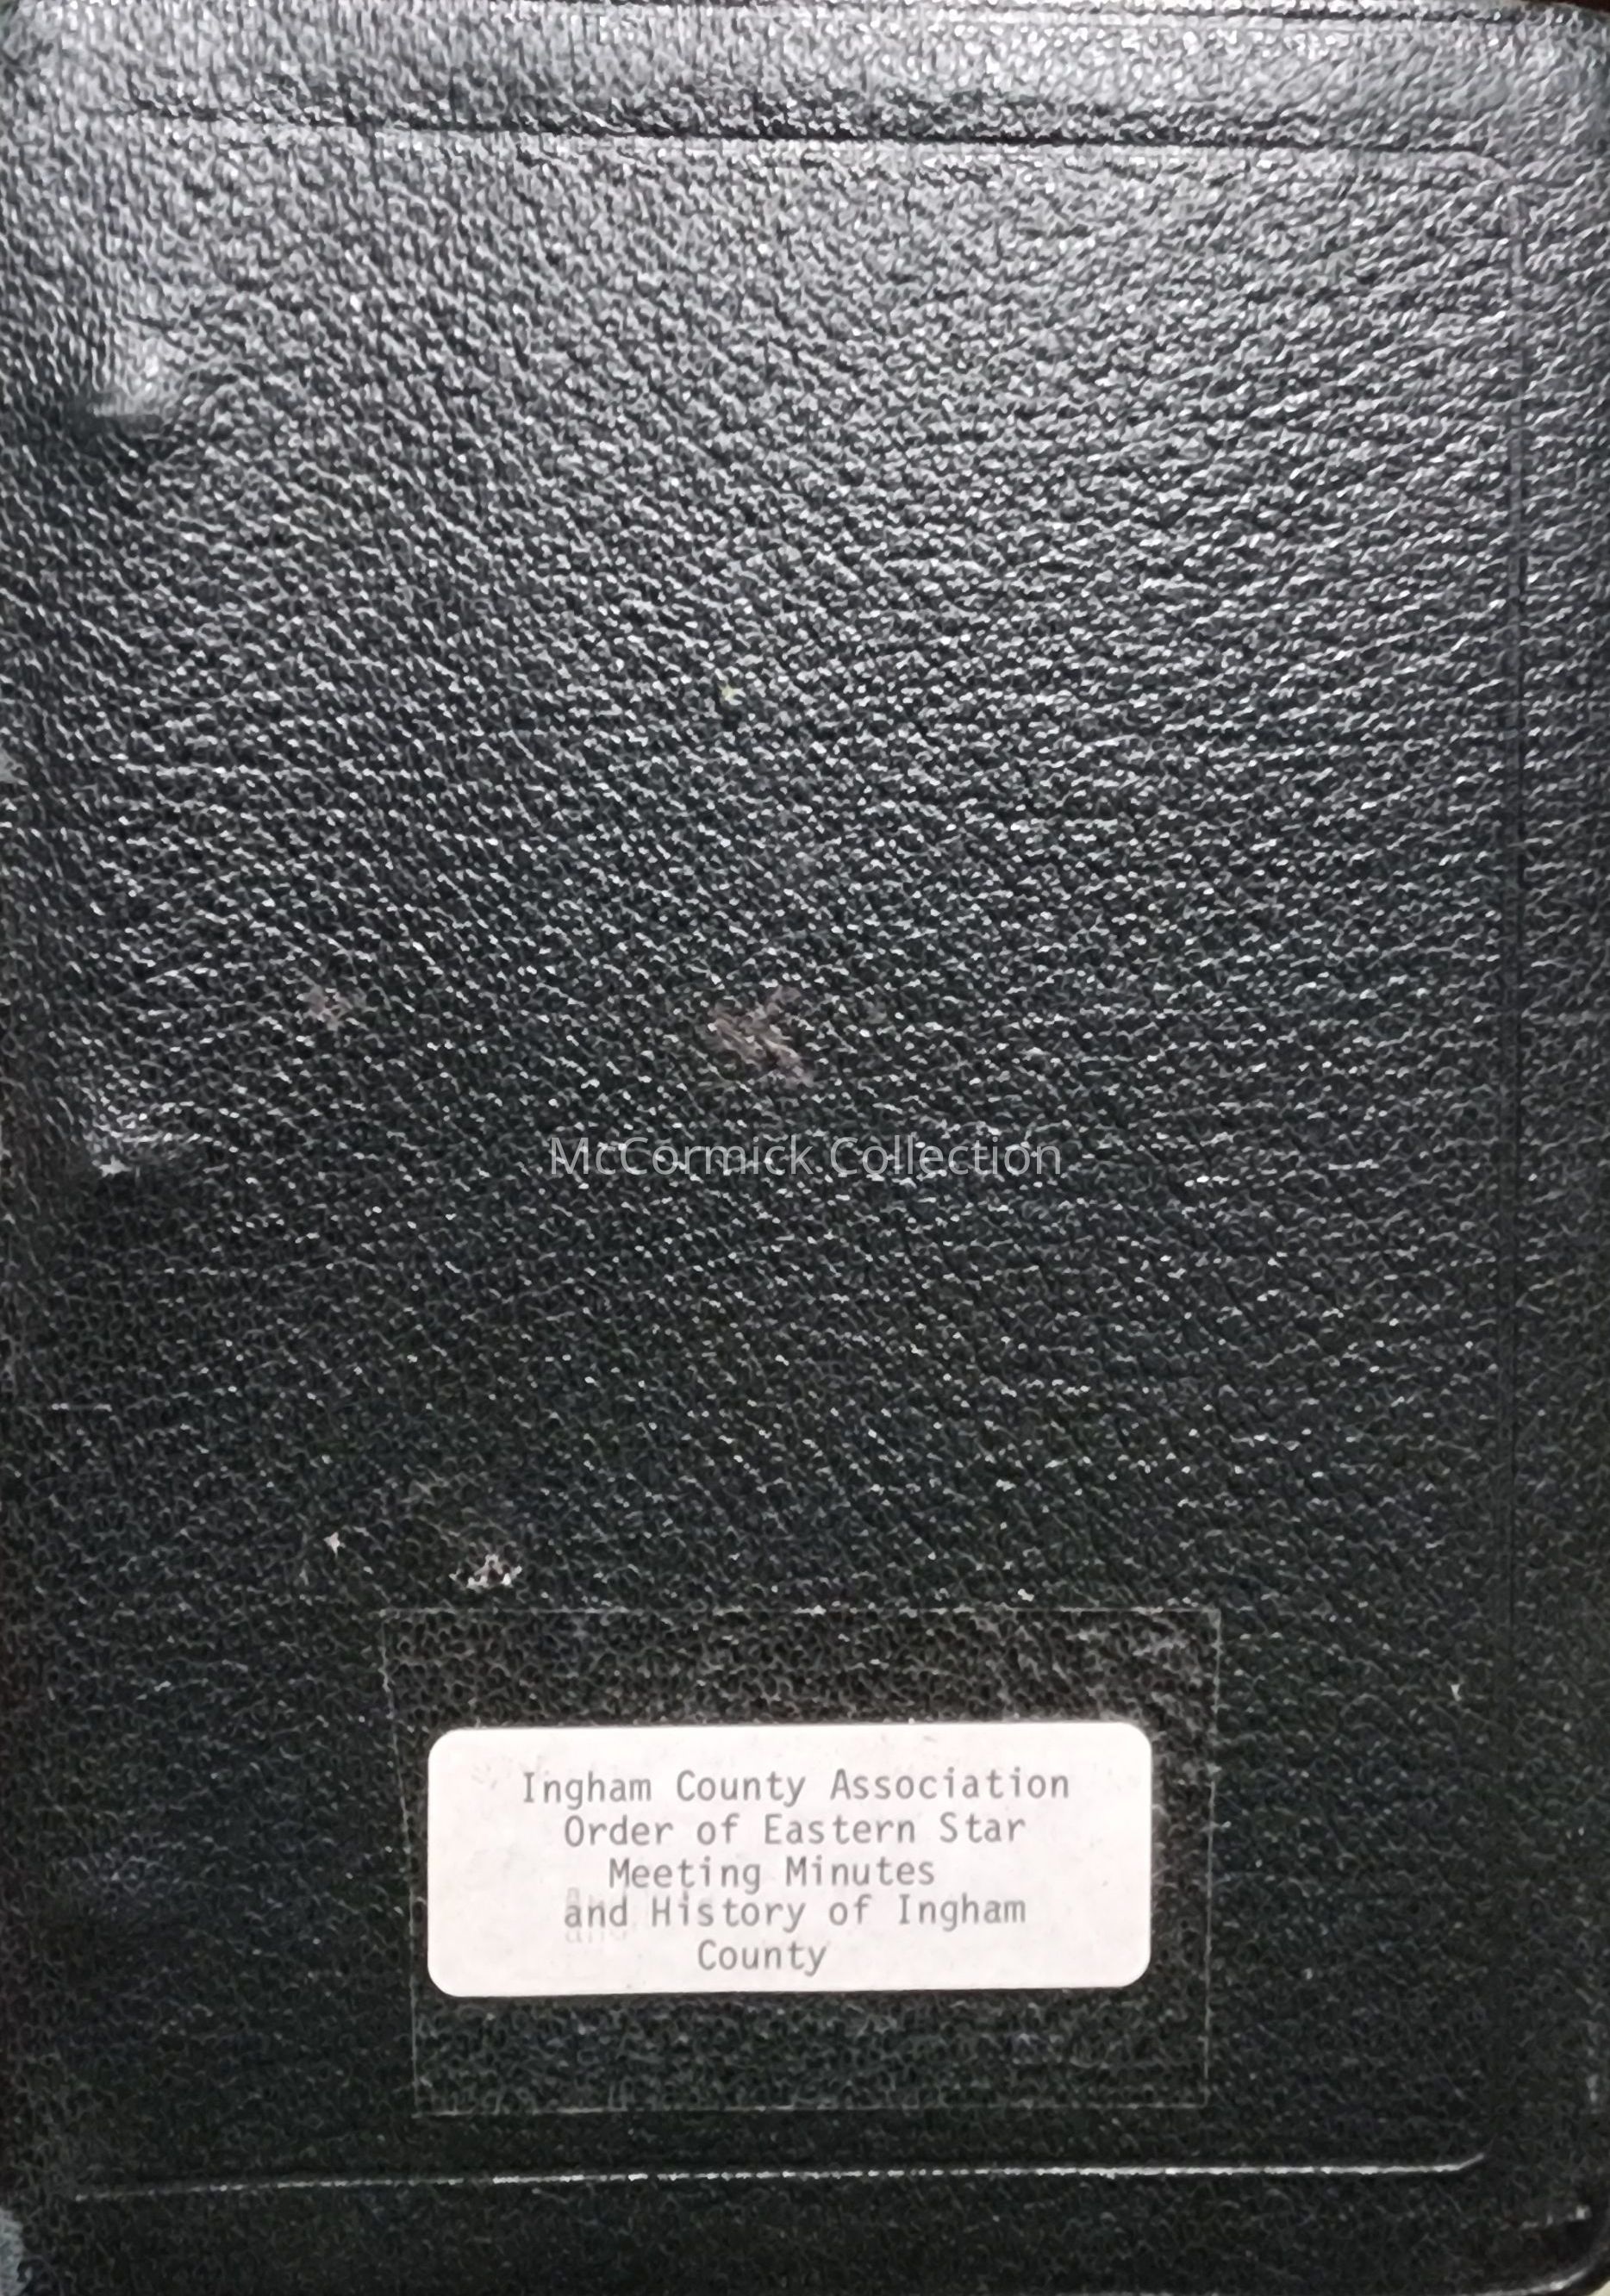 McCormick Collection
Ingham County Association
Order of Eastern Star
Meeting Minutes
and History of Ingham
County